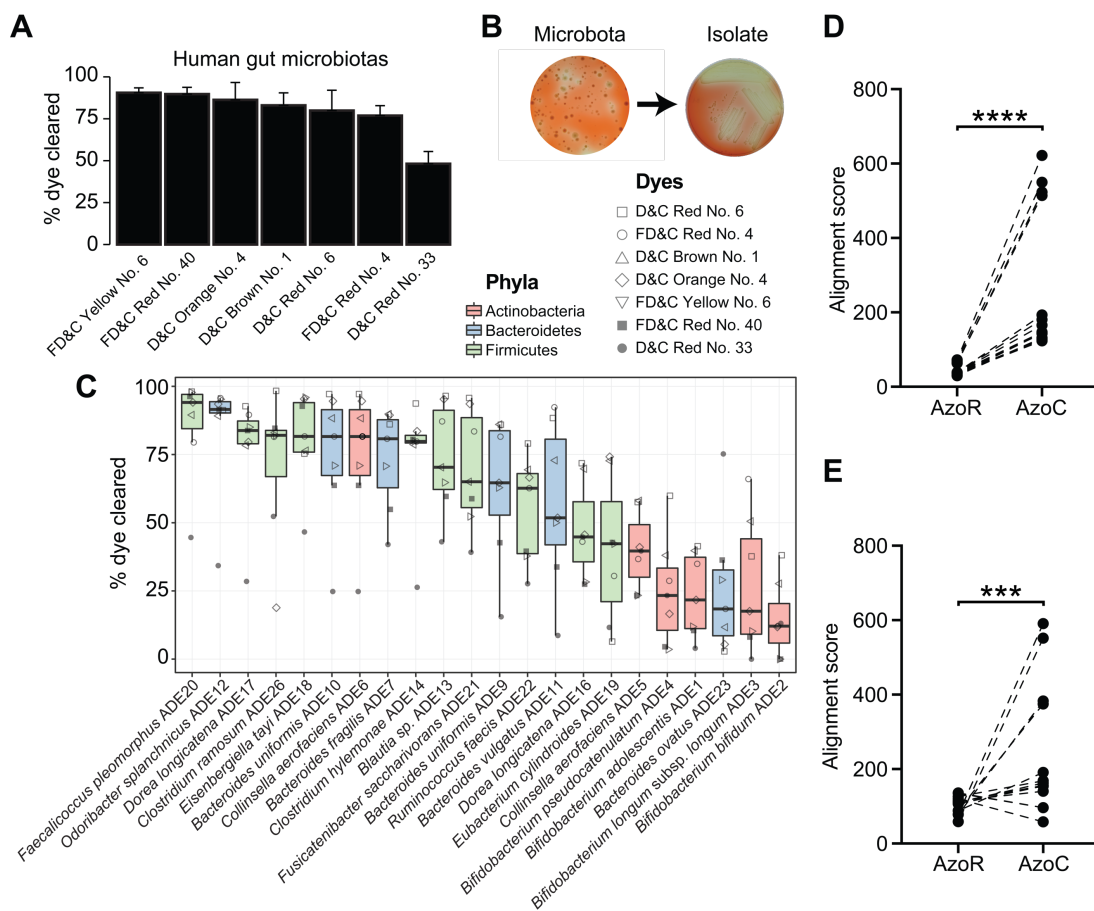 A
Human gut microbiotas
% dye cleared
100
75
50
25
0
FD&C Yellow No. 6
FD&C Red No. 40
D&C Orange No. 4
D&C Brown No. 1
D&C Red No. 6
FD&C Red No. 4
D&C Red No. 33
B
Microbota
Isolate
Dyes
D&C Red No. 6
FD&C Red No. 4
D&C Brown No. 1
D&C Orange No. 4
FD&C Yellow No. 6
FD&C Red No. 40
D&C Red No. 33
Phyla
Actinobacteria
Bacteroidetes
Firmicutes
C
% dye cleared
100
75
50
25
0
Faecalicoccus pleomorphus ADE20
Odoribacter splanchnicus ADE12
Dorea longicatena ADE17
Clostridium ramosum ADE26
Eisenbergiella tayi ADE18
Bacteroides uniformis ADE10
Collinsella aerofaciens ADE6
Bacteroides fragilis ADE7
Clostridium hylemonae ADE14
Blautia sp. ADE13
Fusicatenibacter saccharivorans ADE21
Bacteroides uniformis ADE9
Ruminococcus faecis ADE22
Bacteroides vulgatus ADE11
Dorea longicatena ADE16
Eubacterium cylindroides ADE19
Collinsella aerofaciens ADE5
Bifidobacterium pseudocatenulatum ADE4
Bifidobacterium adolescentis ADE1
Bacteroides ovatus ADE23
Bifidobacterium longum subsp. longum ADE3
Bifidobacterium bifidum ADE2
D
Alignment score
800
600
400
200
0
****
AzoR
AzoC
E
Alignment score
800
600
400
200
0
***
AzoR
AzoC